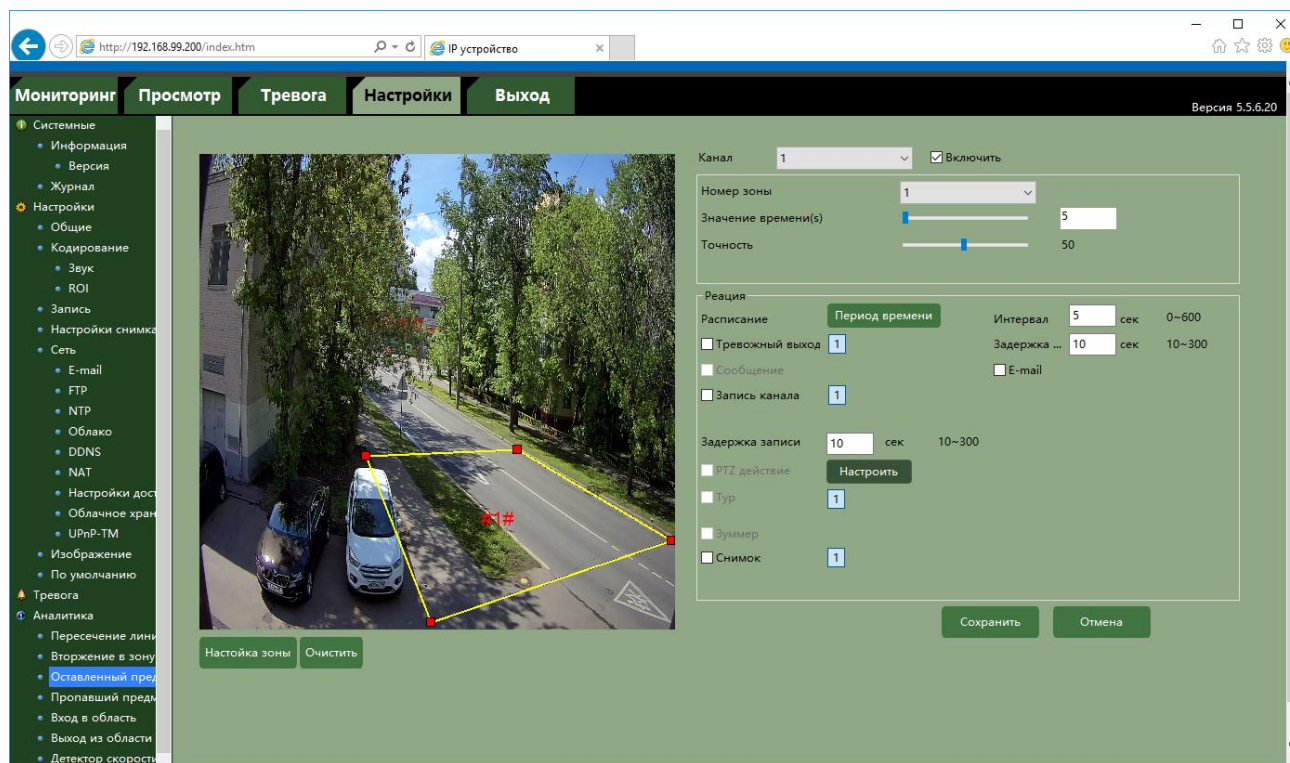 http://192.168.99.200/index.htm
IP устройство
Мониторинг Просмотр Тревога Настройки Выход
Версия 5.5.6.20
Системные
Информация
Версия
Журнал
Настройки
Общие
Кодирование
Звук
ROI
Запись
Настройки снимка
Сеть
E-mail
FTP
NTP
Облако
DDNS
NAT
Настройки дост
Облачное хран
UPnP-TM
Изображение
По умолчанию
Тревога
Аналитика
Пересечение лини
Вторжение в зону
Оставленный пред
Пропавший предм
Вход в область
Выход из области
Детектор скорости
#1#
Настойка зоны Очистить
Канал 1 Включить
Номер зоны 1
Значение времени(s) 5
Точность 50
Реация
Расписание Период времени Интервал 5 сек 0~600
Тревожный выход 1 Задержка ... 10 сек 10~300
Сообщение E-mail
Запись канала 1
Задержка записи 10 сек 10~300
PTZ действие Настроить
Тур 1
Зуммер
Снимок 1
Сохранить Отмена